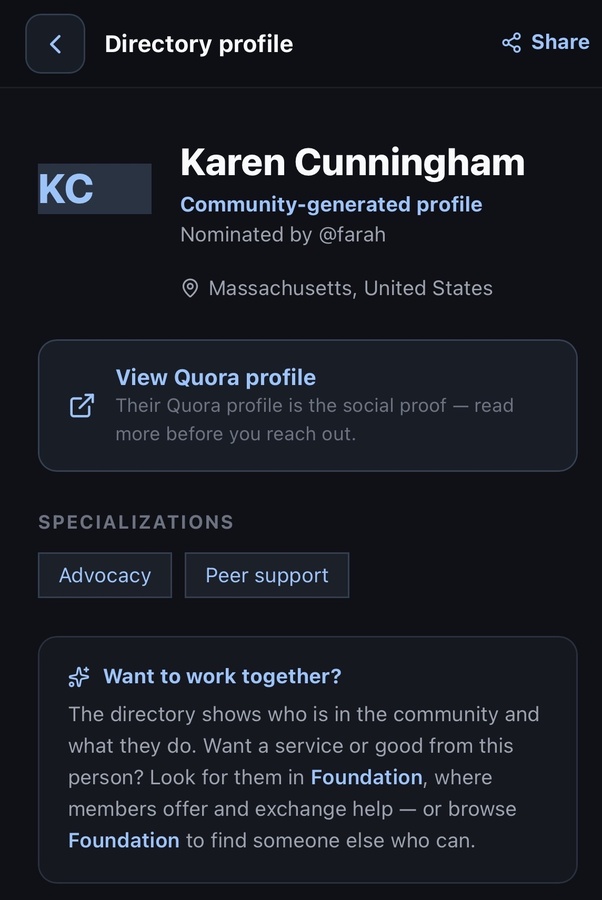 Directory profile
Share
KC
Karen Cunningham
Community-generated profile
Nominated by @farah
Massachusetts, United States
View Quora profile
Their Quora profile is the social proof — read
more before you reach out.
SPECIALIZATIONS
Advocacy
Peer support
Want to work together?
The directory shows who is in the community and
what they do. Want a service or good from this
person? Look for them in Foundation, where
members offer and exchange help — or browse
Foundation to find someone else who can.